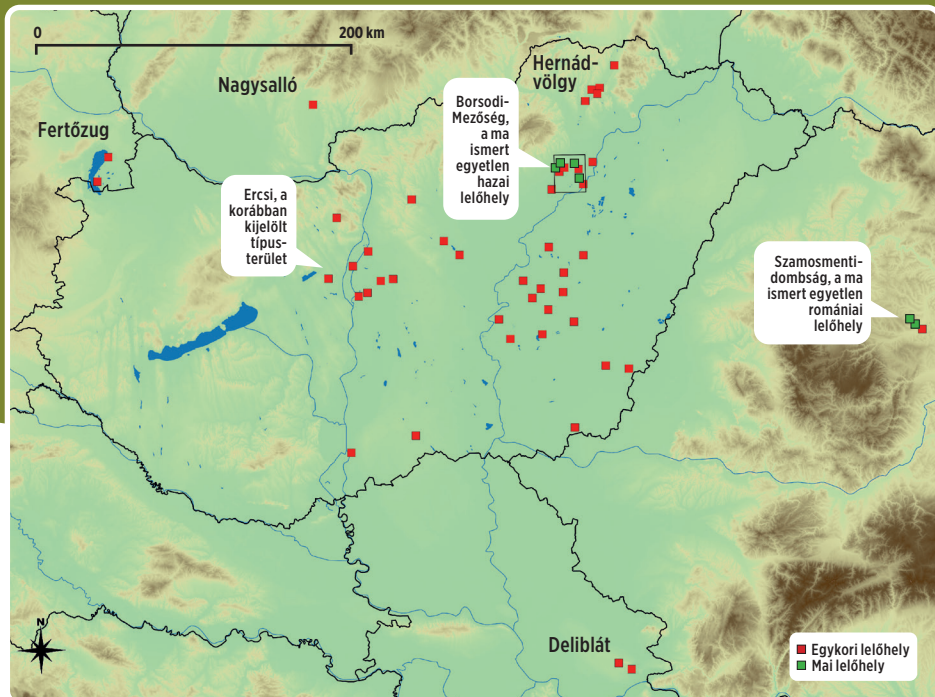 0
200 km
Nagysalló
Hernád-
völgy
Borsodi-
Mezőség,
a ma
ismert
egyetlen
hazai
lelőhely
Fertőzug
Ercsi, a
korábban
kijelölt
típus-
terület
Szamosmenti-
dombság, a ma
ismert egyetlen
romániai
lelőhely
N
Deliblát
Egykori lelőhely
Mai lelőhely